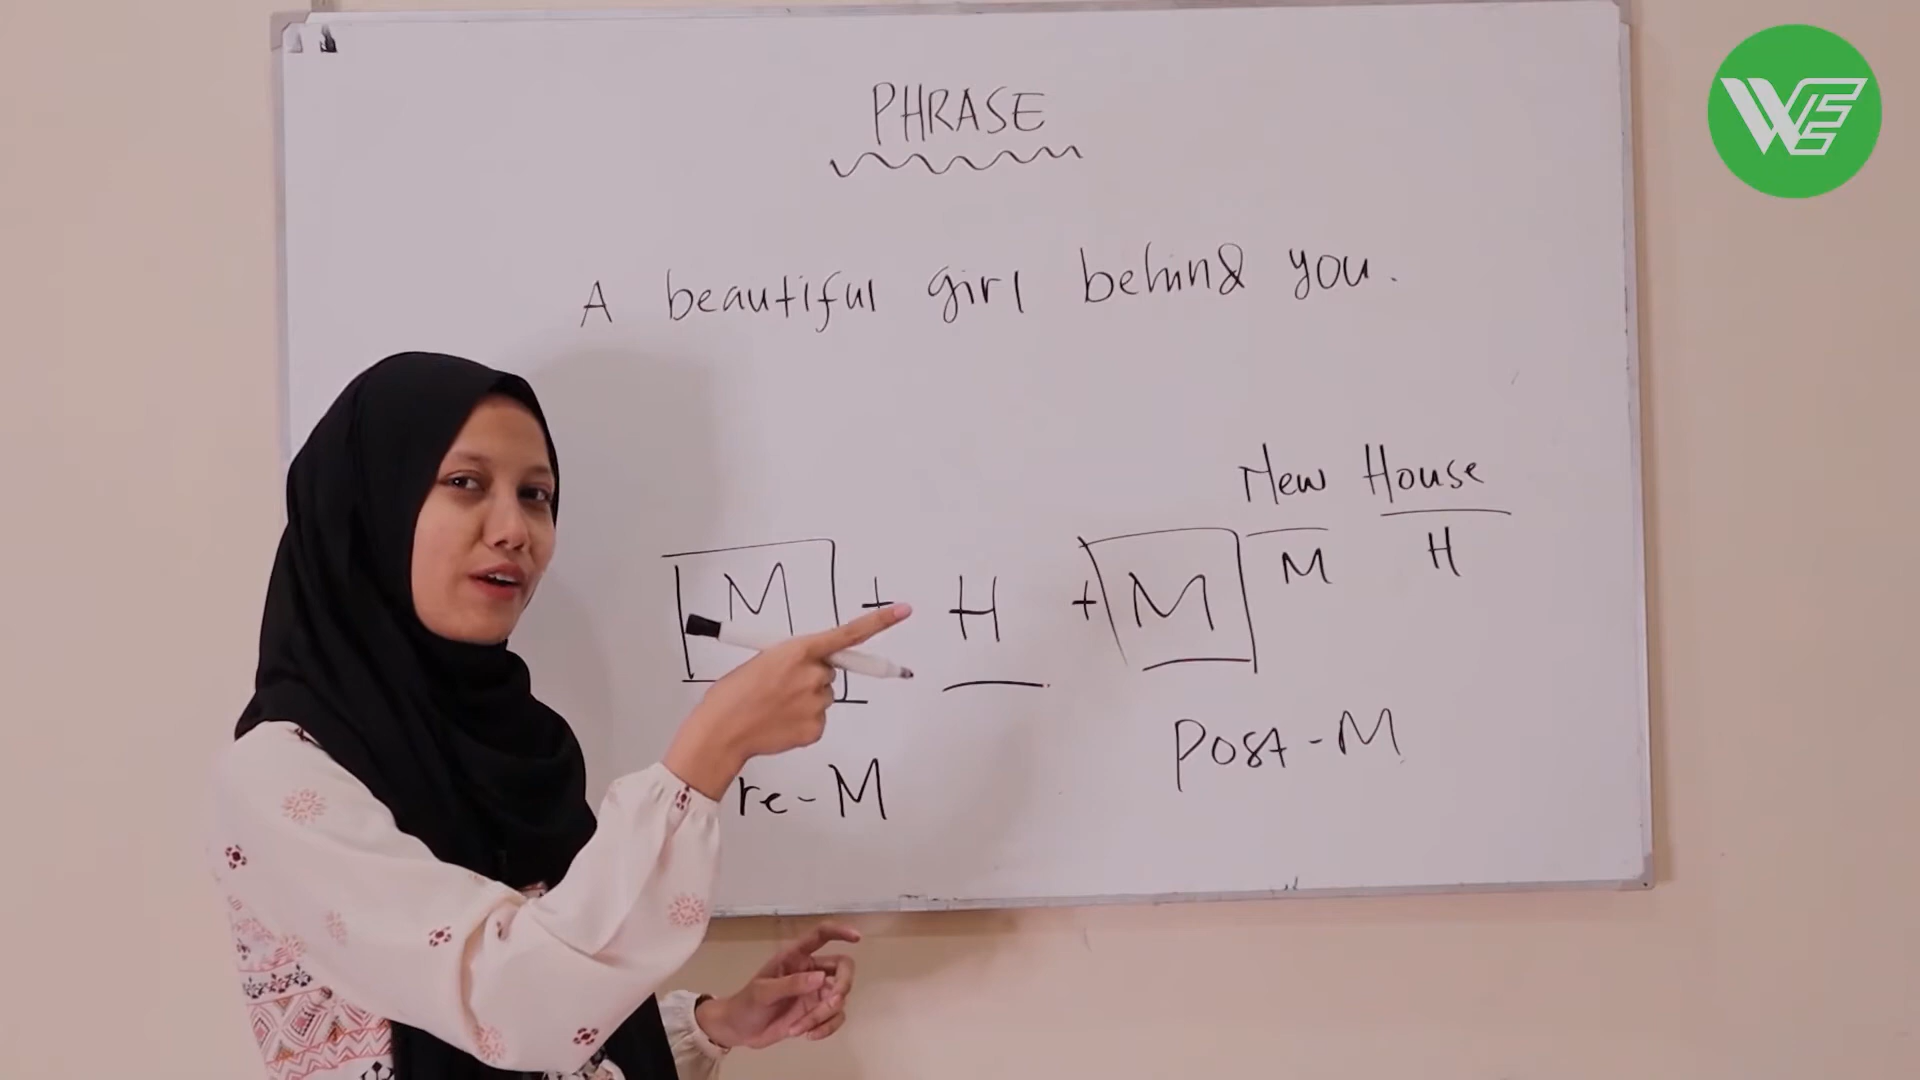 PHRASE
A beautiful girl behind you.
New House
M H
M + H + M
re-M
Post-M